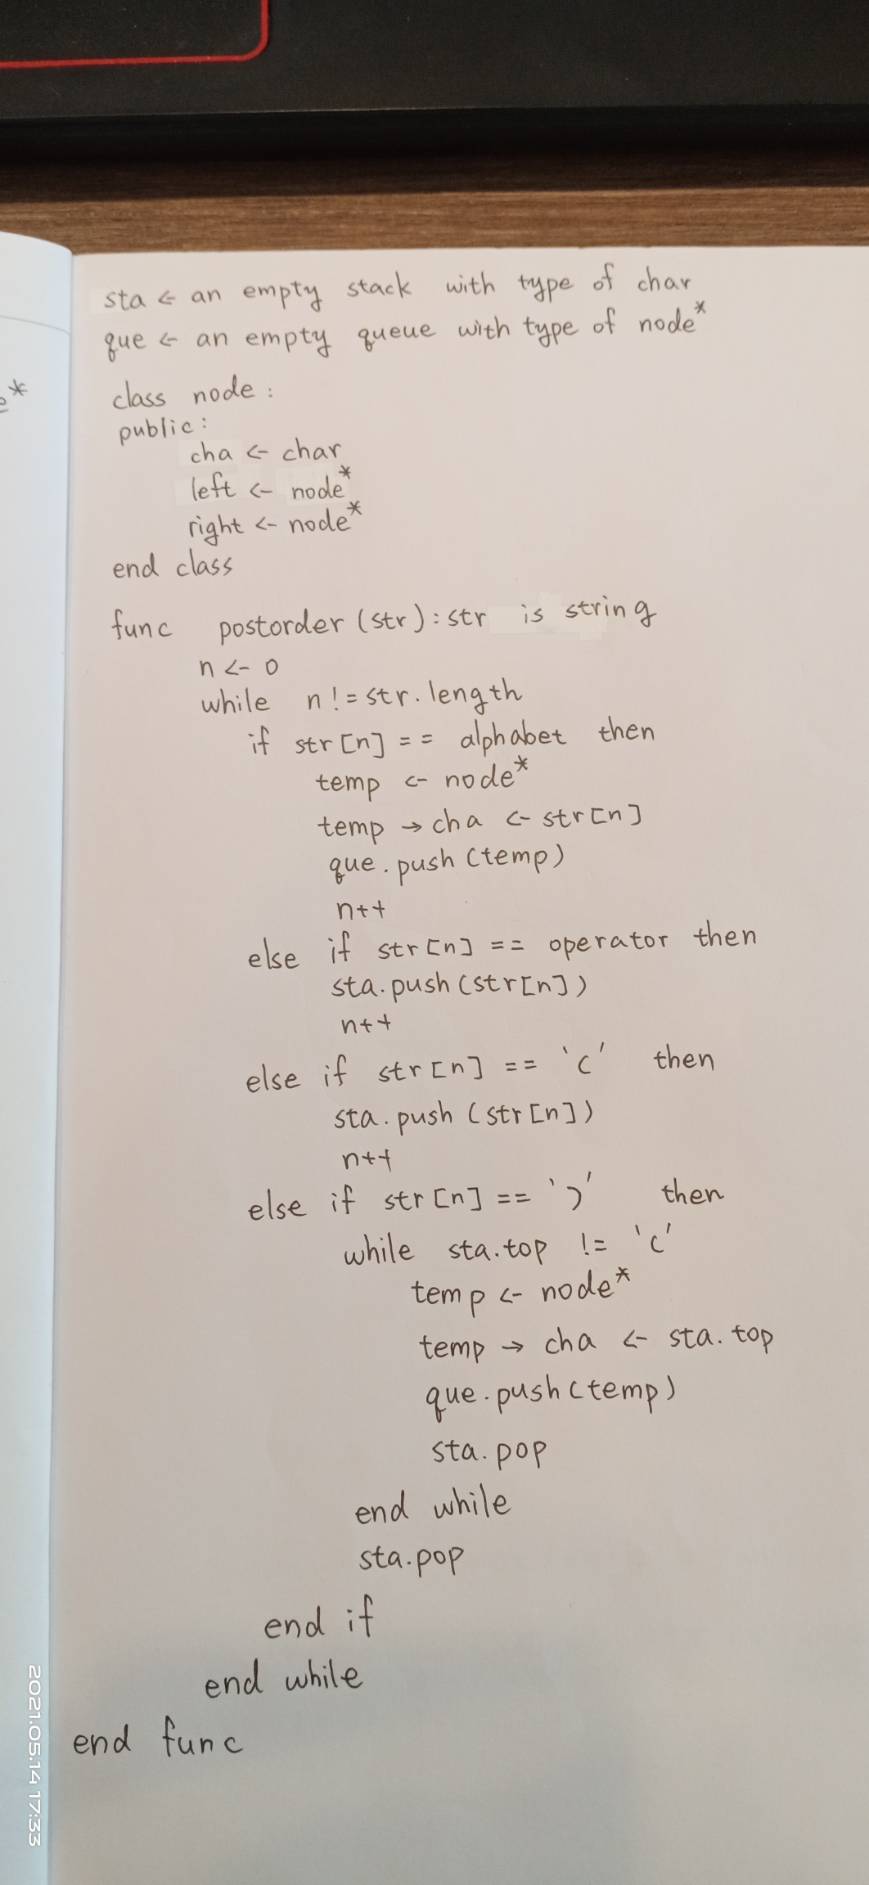 sta <- an empty stack with type of char
que <- an empty queue with type of node*
class node :
public :
cha <- char
left <- node*
right <- node*
end class
func postorder (str) : str is string
n <- 0
while n != str.length
if str[n] == alphabet then
temp <- node*
temp → cha <- str[n]
que.push(temp)
n++
else if str[n] == operator then
sta.push(str[n])
n++
else if str[n] == '(' then
sta.push(str[n])
n++
else if str[n] == ')' then
while sta.top != '('
temp <- node*
temp → cha <- sta.top
que.push(temp)
sta.pop
end while
sta.pop
end if
end while
end func
2021.05.14 17:33